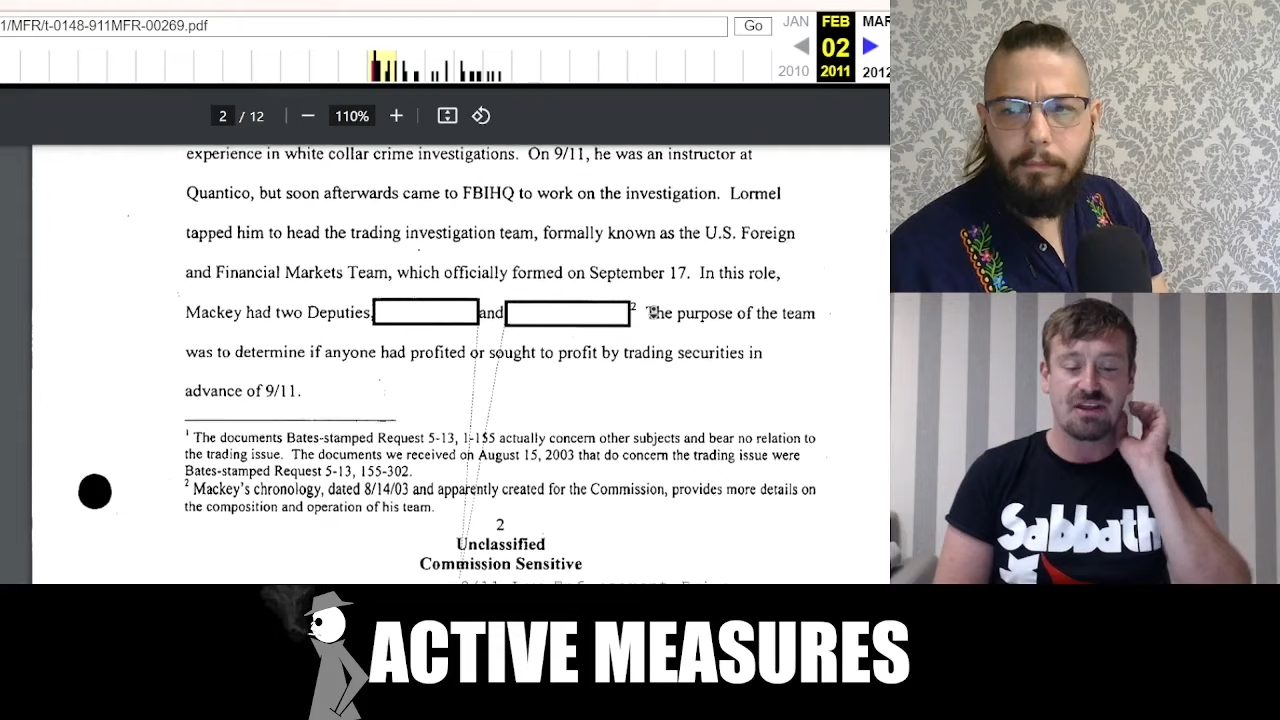 1/MFR/t-0148-911MFR-00269.pdf
Go
JAN FEB MAR
02
2010 2011 2012
2 / 12 110%
experience in white collar crime investigations. On 9/11, he was an instructor at
Quantico, but soon afterwards came to FBIHQ to work on the investigation. Lormel
tapped him to head the trading investigation team, formally known as the U.S. Foreign
and Financial Markets Team, which officially formed on September 17. In this role,
Mackey had two Deputies, and 2 The purpose of the team
was to determine if anyone had profited or sought to profit by trading securities in
advance of 9/11.
1 The documents Bates-stamped Request 5-13, 1-155 actually concern other subjects and bear no relation to
the trading issue. The documents we received on August 15, 2003 that do concern the trading issue were
Bates-stamped Request 5-13, 155-302.
2 Mackey's chronology, dated 8/14/03 and apparently created for the Commission, provides more details on
the composition and operation of his team.
2
Unclassified
Commission Sensitive
Sabbath
ACTIVE MEASURES